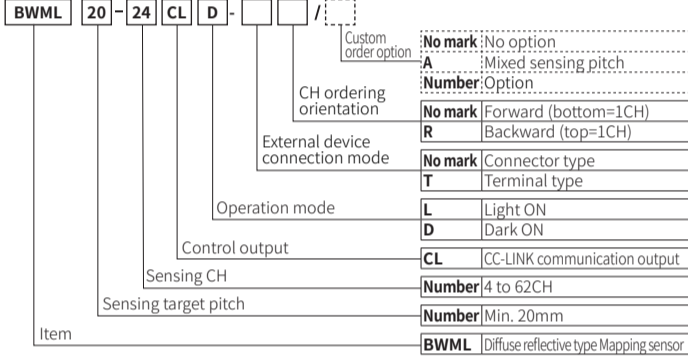 BWML 20 - 24 CL D - /
Custom
order option
No mark No option
A Mixed sensing pitch
Number Option
CH ordering
orientation
No mark Forward (bottom=1CH)
R Backward (top=1CH)
External device
connection mode
No mark Connector type
T Terminal type
Operation mode
L Light ON
D Dark ON
Control output
CL CC-LINK communication output
Sensing CH
Number 4 to 62CH
Sensing target pitch
Number Min. 20mm
Item
BWML Diffuse reflective type Mapping sensor